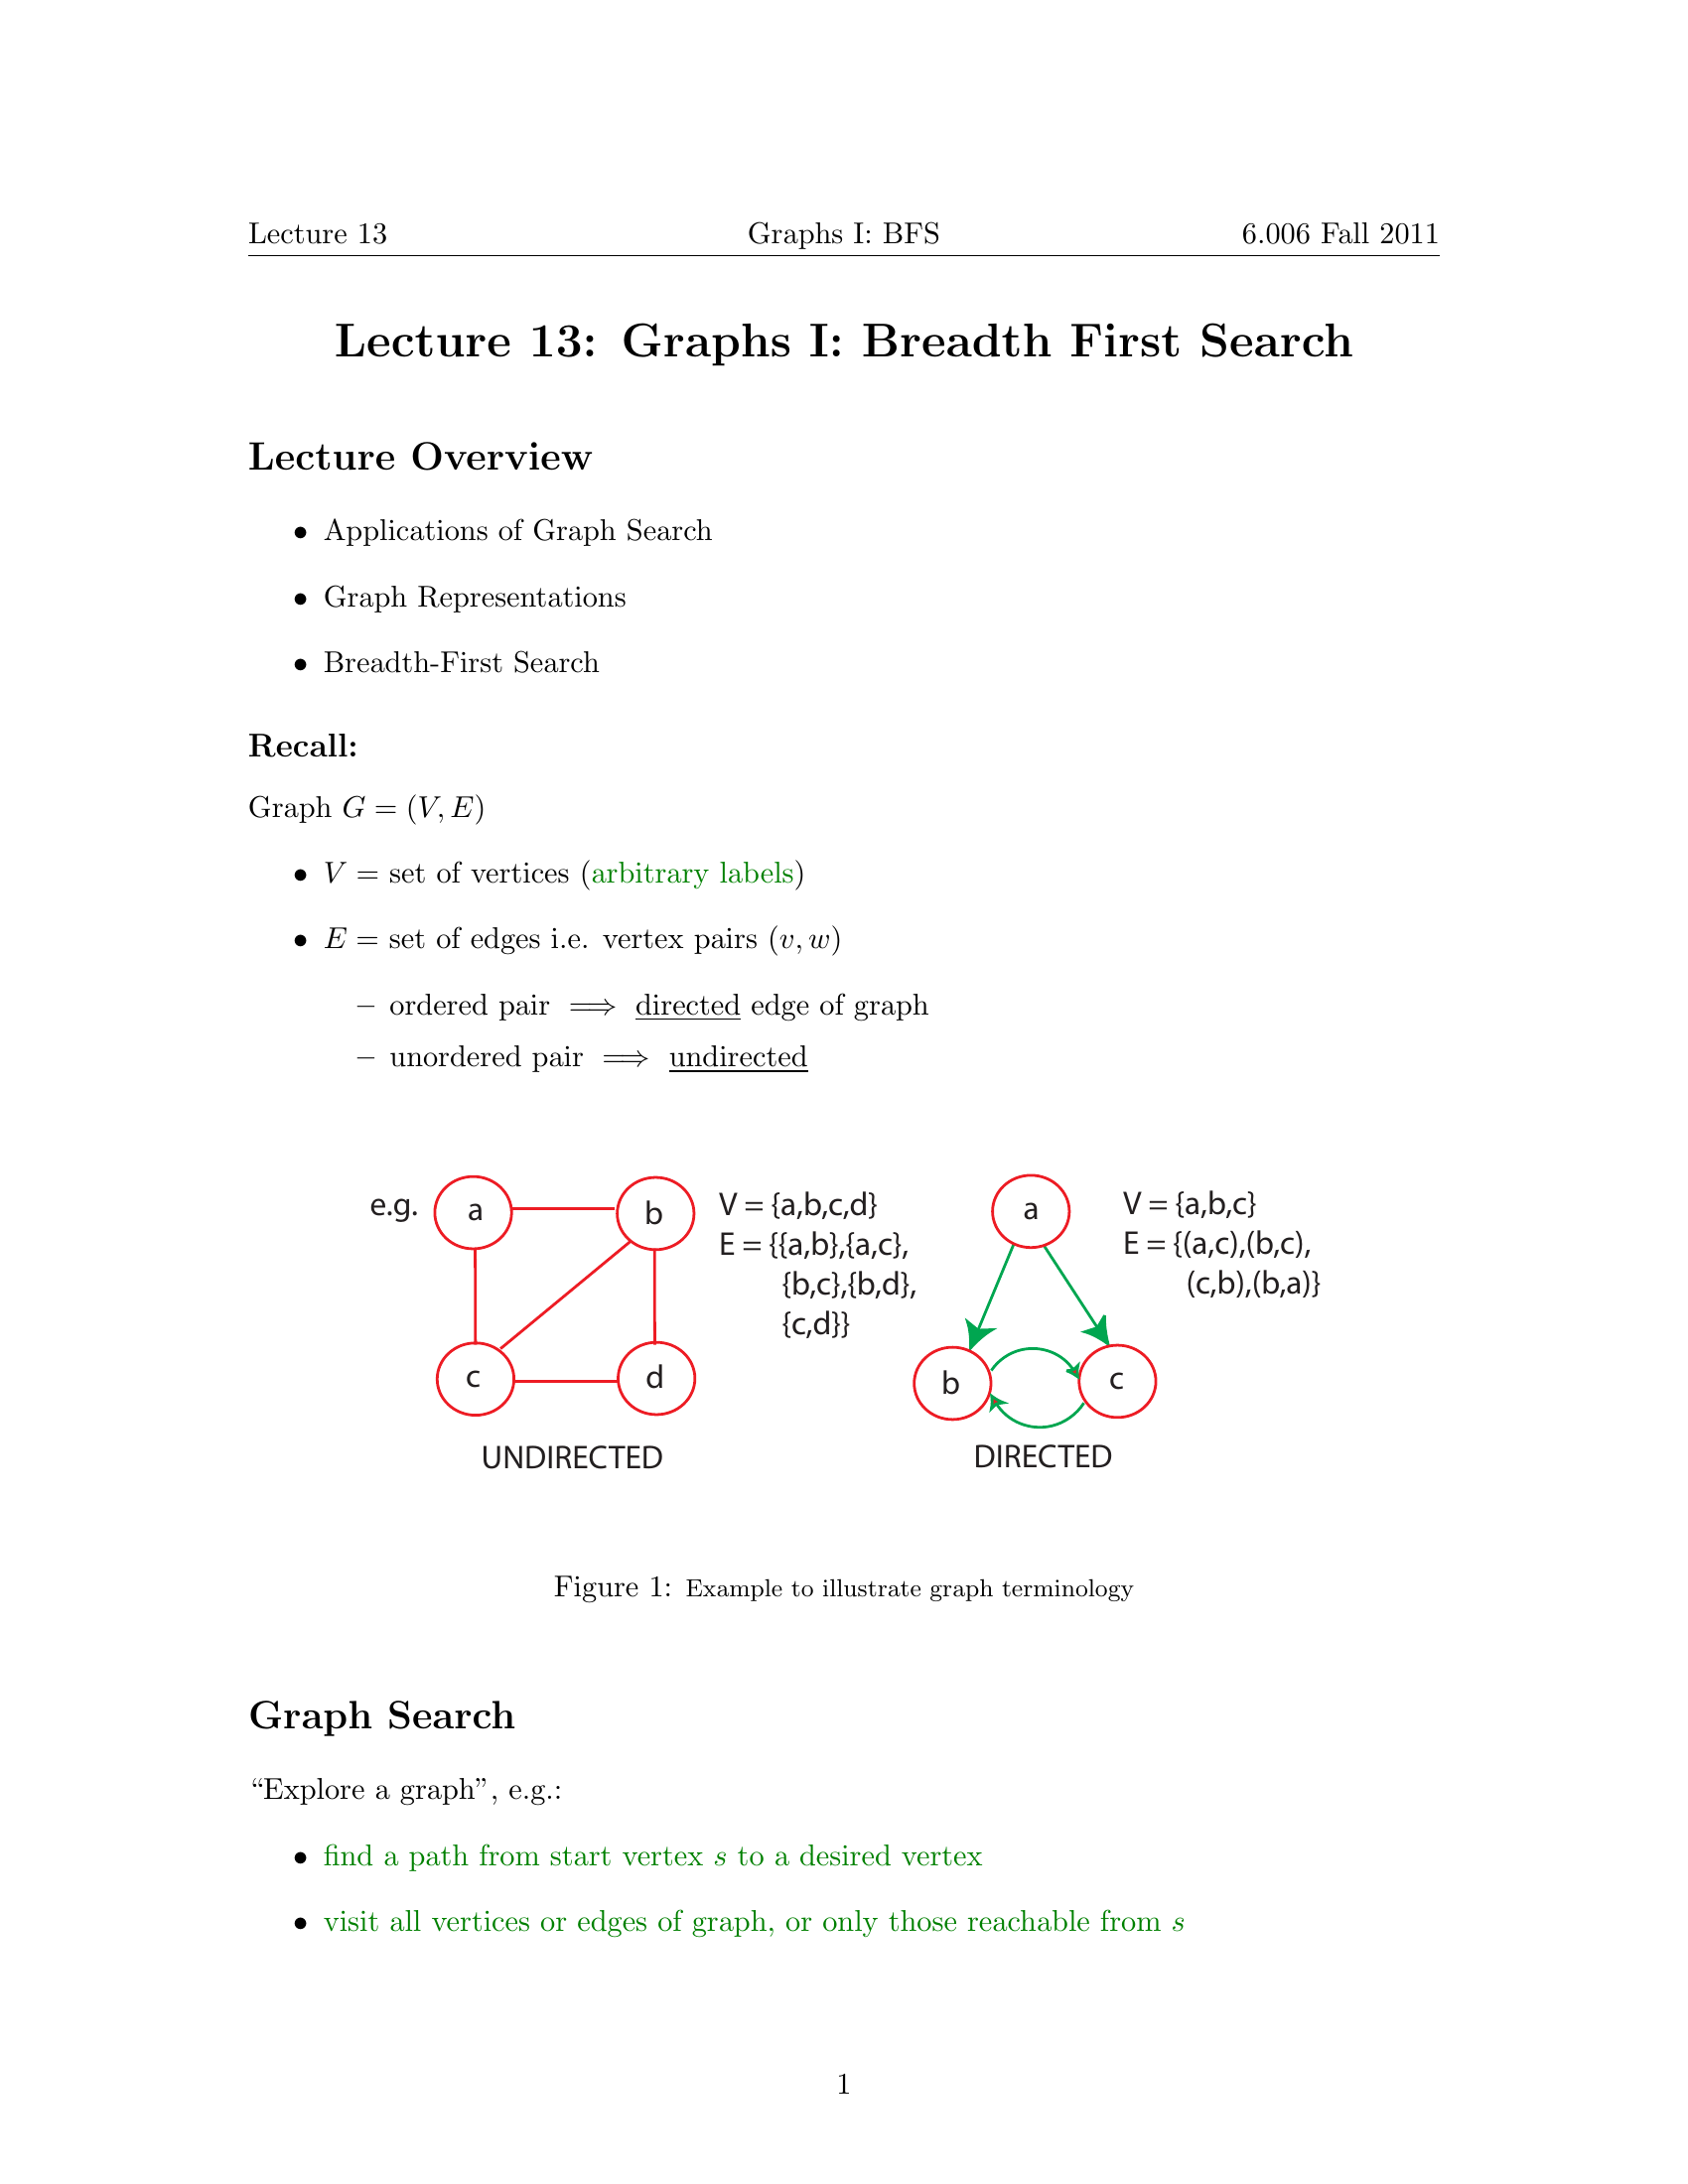 Lecture 13 Graphs I: BFS 6.006 Fall 2011
Lecture 13: Graphs I: Breadth First Search
Lecture Overview
• Applications of Graph Search
• Graph Representations
• Breadth-First Search
Recall:
Graph G = (V, E)
• V = set of vertices (arbitrary labels)
• E = set of edges i.e. vertex pairs (v, w)
– ordered pair ⟹ directed edge of graph
– unordered pair ⟹ undirected
e.g.
a
b
c
d
V = {a,b,c,d}
E = {{a,b},{a,c},
{b,c},{b,d},
{c,d}}
UNDIRECTED
a
b
c
V = {a,b,c}
E = {(a,c),(b,c),
(c,b),(b,a)}
DIRECTED
Figure 1: Example to illustrate graph terminology
Graph Search
“Explore a graph”, e.g.:
• find a path from start vertex s to a desired vertex
• visit all vertices or edges of graph, or only those reachable from s
1